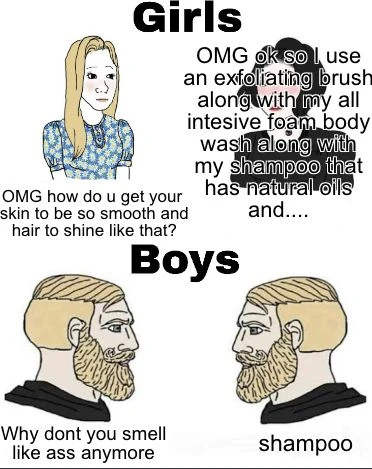 Girls
OMG ok so I use
an exfoliating brush
along with my all
intesive foam body
wash along with
my shampoo that
has natural oils
and....
OMG how do u get your
skin to be so smooth and
hair to shine like that?
Boys
Why dont you smell
like ass anymore
shampoo